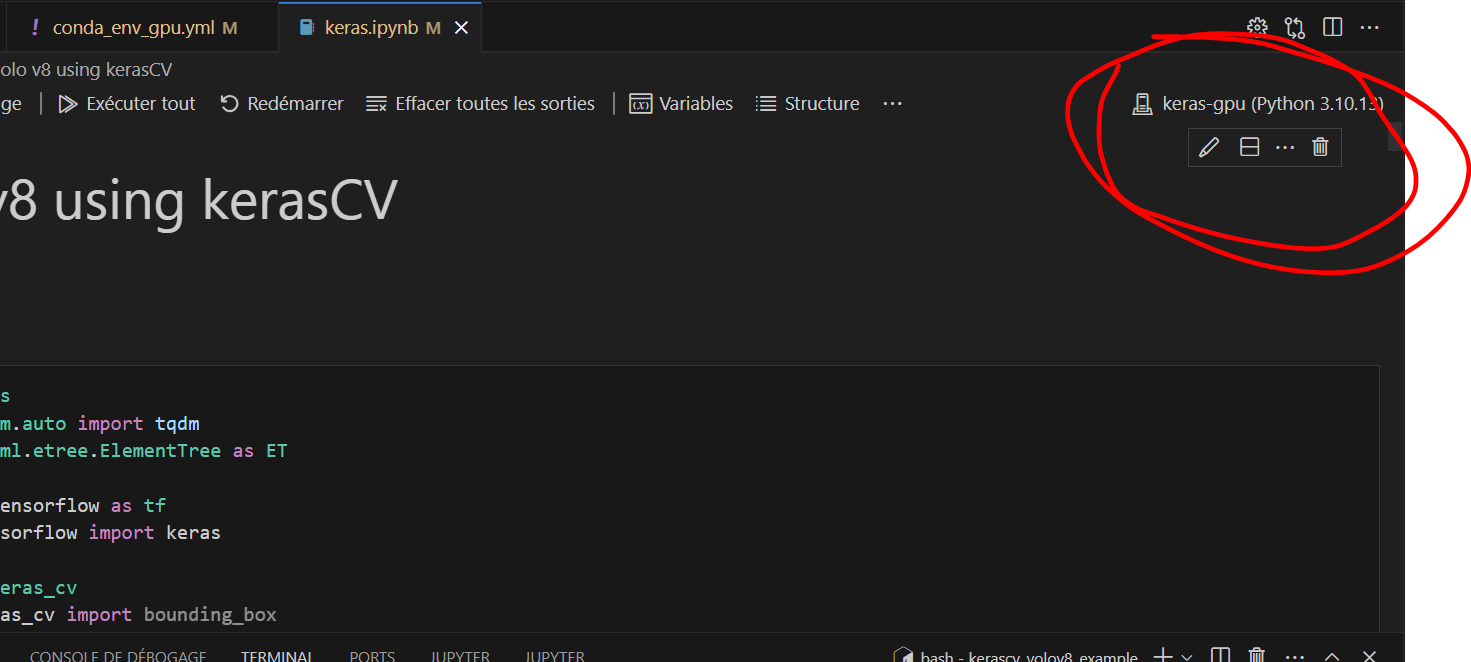 ! conda_env_gpu.yml M keras.ipynb M
olo v8 using kerasCV
ge Exécuter tout Redémarrer Effacer toutes les sorties Variables Structure ... keras-gpu (Python 3.10.13)
v8 using kerasCV
s
m.auto import tqdm
ml.etree.ElementTree as ET
ensorflow as tf
sorflow import keras
eras_cv
as_cv import bounding_box
CONSOLE DE DÉBOGAGE TERMINAL PORTS JUPYTER JUPYTER bash - kerascv_yolov8_example